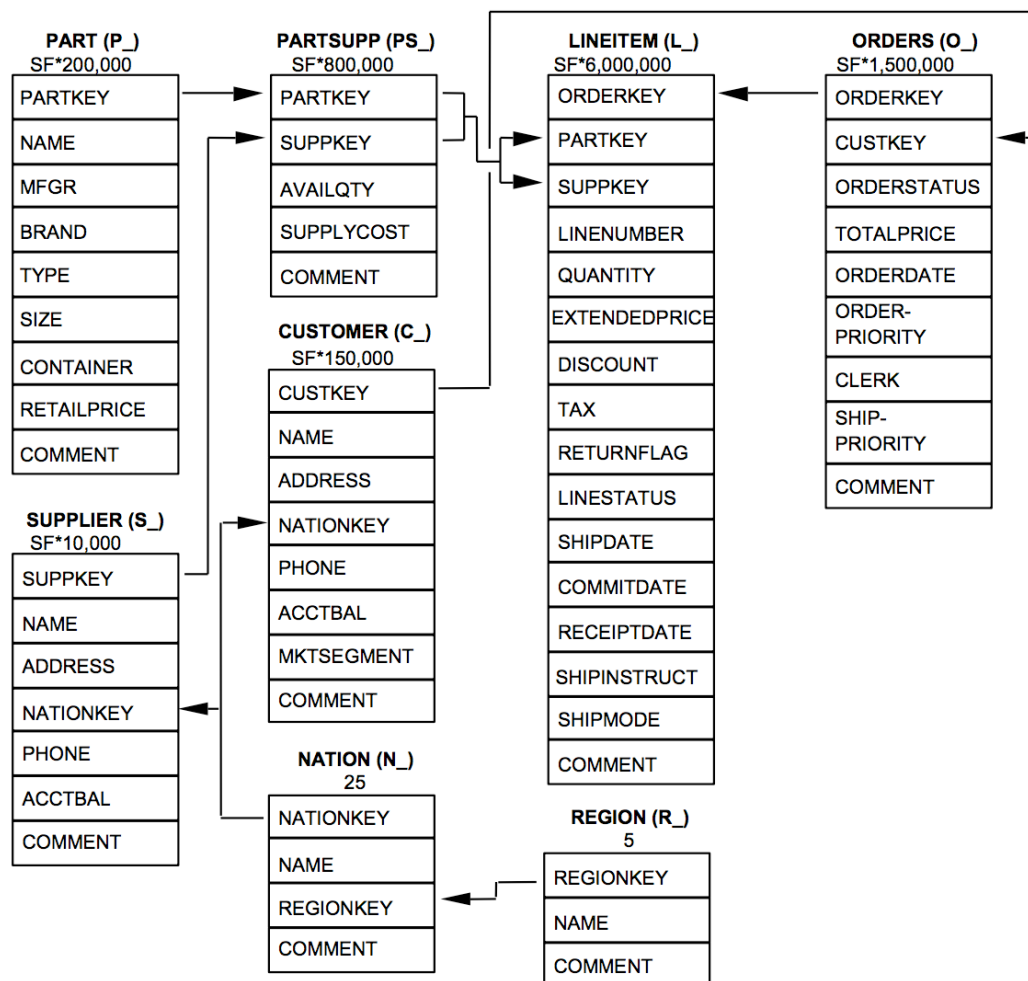 PART (P_)
SF*200,000
PARTKEY
NAME
MFGR
BRAND
TYPE
SIZE
CONTAINER
RETAILPRICE
COMMENT
SUPPLIER (S_)
SF*10,000
SUPPKEY
NAME
ADDRESS
NATIONKEY
PHONE
ACCTBAL
COMMENT
PARTSUPP (PS_)
SF*800,000
PARTKEY
SUPPKEY
AVAILQTY
SUPPLYCOST
COMMENT
CUSTOMER (C_)
SF*150,000
CUSTKEY
NAME
ADDRESS
NATIONKEY
PHONE
ACCTBAL
MKTSEGMENT
COMMENT
NATION (N_)
25
NATIONKEY
NAME
REGIONKEY
COMMENT
LINEITEM (L_)
SF*6,000,000
ORDERKEY
PARTKEY
SUPPKEY
LINENUMBER
QUANTITY
EXTENDEDPRICE
DISCOUNT
TAX
RETURNFLAG
LINESTATUS
SHIPDATE
COMMITDATE
RECEIPTDATE
SHIPINSTRUCT
SHIPMODE
COMMENT
REGION (R_)
5
REGIONKEY
NAME
COMMENT
ORDERS (O_)
SF*1,500,000
ORDERKEY
CUSTKEY
ORDERSTATUS
TOTALPRICE
ORDERDATE
ORDER-
PRIORITY
CLERK
SHIP-
PRIORITY
COMMENT